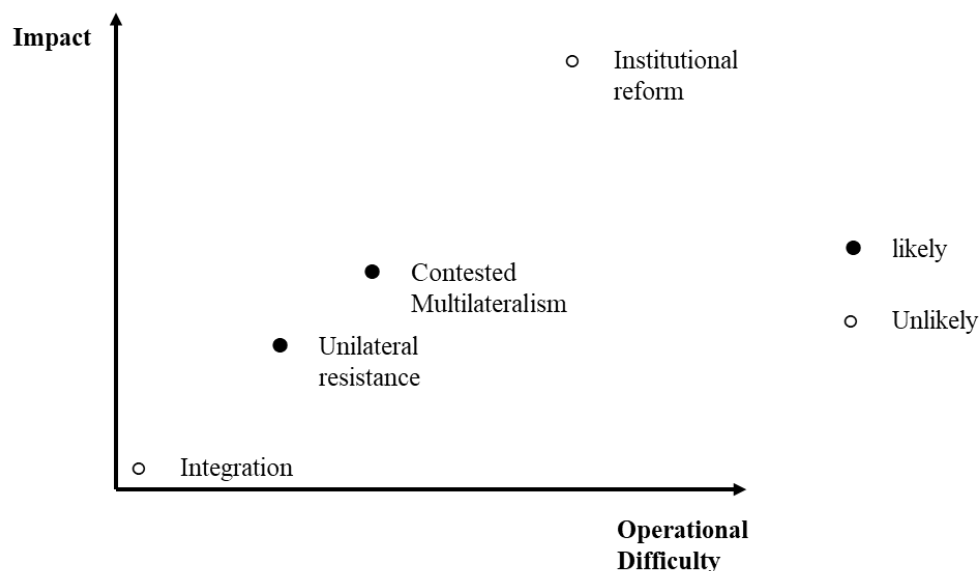 Impact
Institutional
reform
likely
Contested
Multilateralism
Unlikely
Unilateral
resistance
Integration
Operational
Difficulty